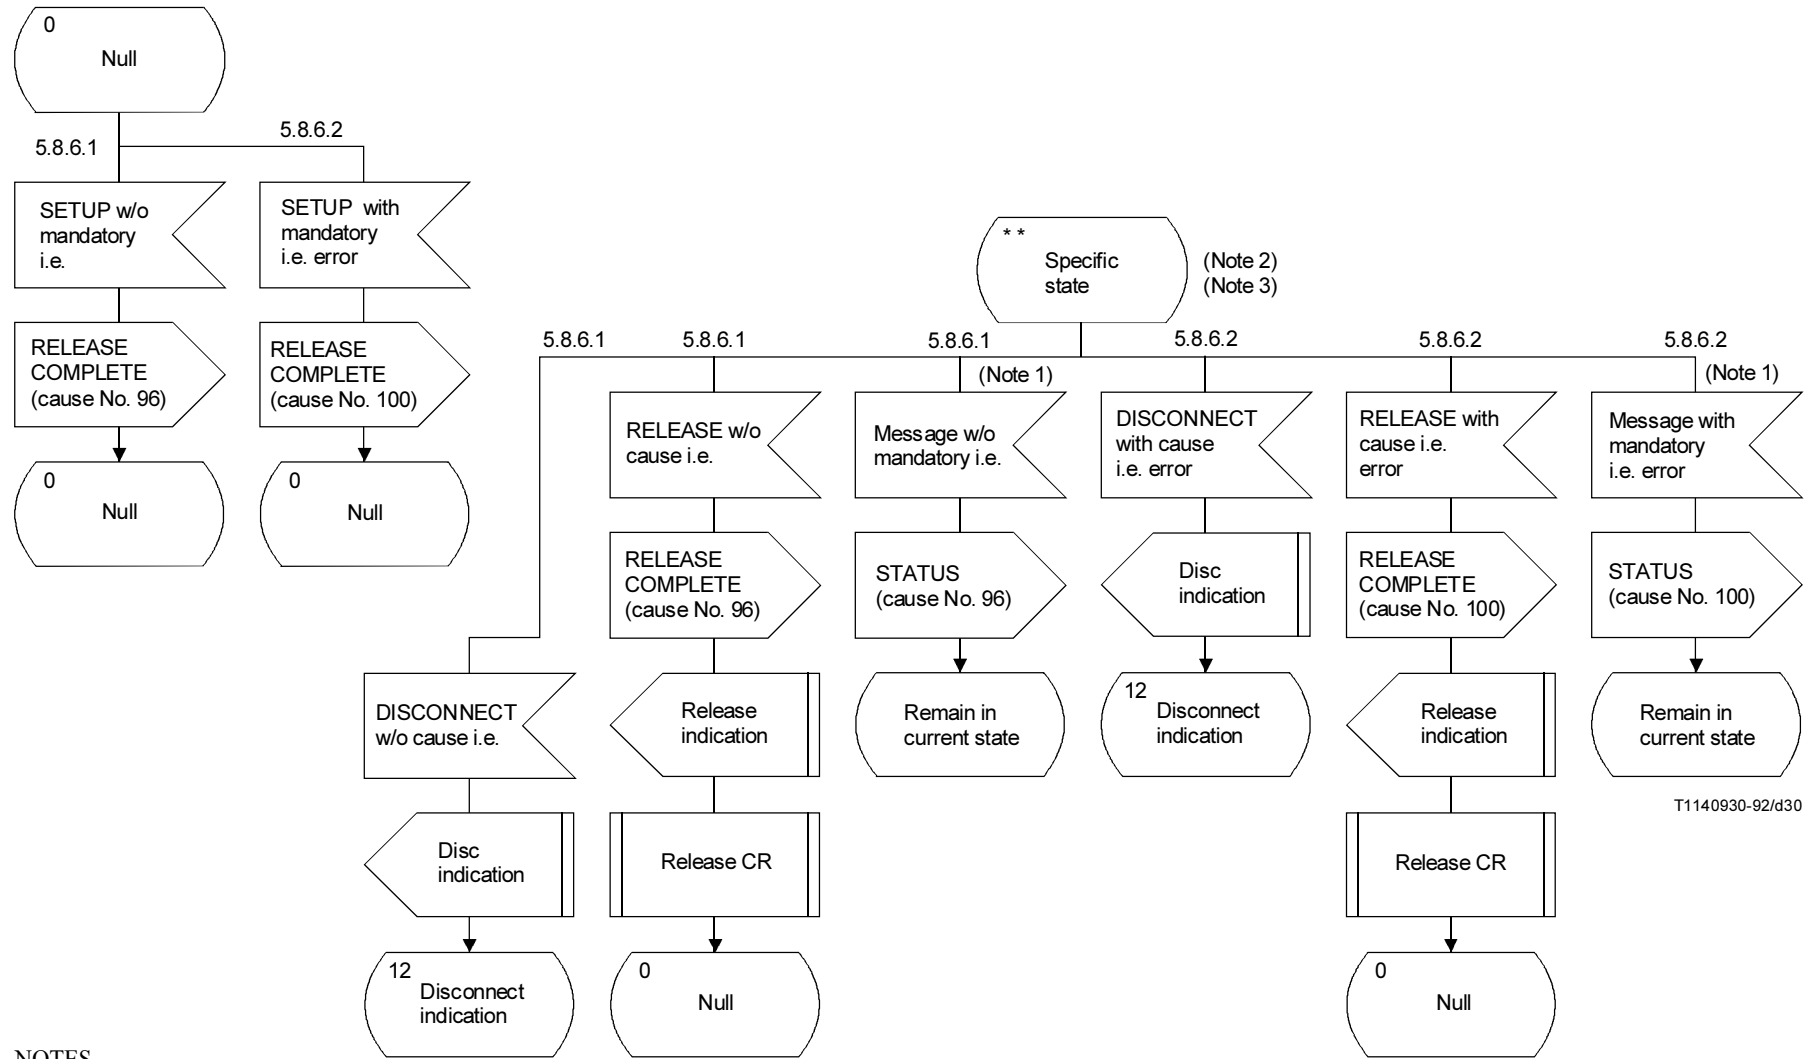 0
Null
5.8.6.1
5.8.6.2
SETUP w/o
mandatory
i.e.
SETUP with
mandatory
i.e. error
RELEASE
COMPLETE
(cause No. 96)
RELEASE
COMPLETE
(cause No. 100)
0
Null
0
Null
* *
Specific
state
(Note 2)
(Note 3)
5.8.6.1
5.8.6.1
5.8.6.1
5.8.6.2
5.8.6.2
5.8.6.2
(Note 1)
(Note 1)
RELEASE w/o
cause i.e.
Message w/o
mandatory i.e.
DISCONNECT
with cause
i.e. error
RELEASE with
cause i.e.
error
Message with
mandatory
i.e. error
RELEASE
COMPLETE
(cause No. 96)
STATUS
(cause No. 96)
Disc
indication
RELEASE
COMPLETE
(cause No. 100)
STATUS
(cause No. 100)
DISCONNECT
w/o cause i.e.
Release
indication
Remain in
current state
12
Disconnect
indication
Release
indication
Remain in
current state
T1140930-92/d30
Disc
indication
Release CR
Release CR
12
Disconnect
indication
0
Null
0
Null
NOTES